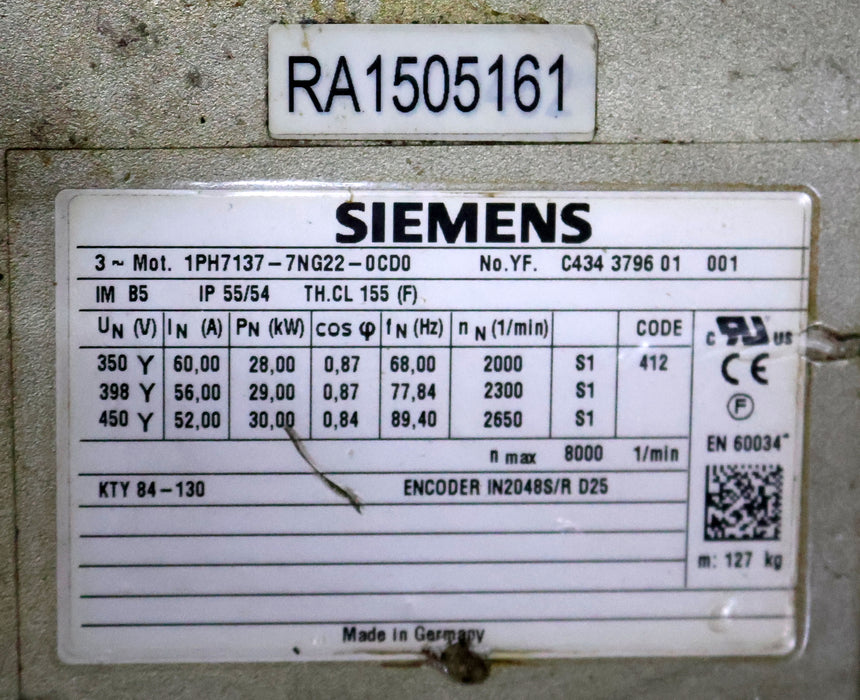 RA1505161
SIEMENS
3 ~ Mot. 1PH7137-7NG22-0CD0 No.YF. C434 3796 01 001
IM B5 IP 55/54 TH.CL 155 (F)
UN (V) IN (A) PN (kW) cos φ fN (Hz) nN (1/min) CODE
350 Y 60,00 28,00 0,87 68,00 2000 S1 412
398 Y 56,00 29,00 0,87 77,84 2300 S1
450 Y 52,00 30,00 0,84 89,40 2650 S1
n max 8000 1/min
KTY 84-130 ENCODER IN2048S/R D25
c UR US
CE
F
EN 60034
m: 127 kg
Made in Germany